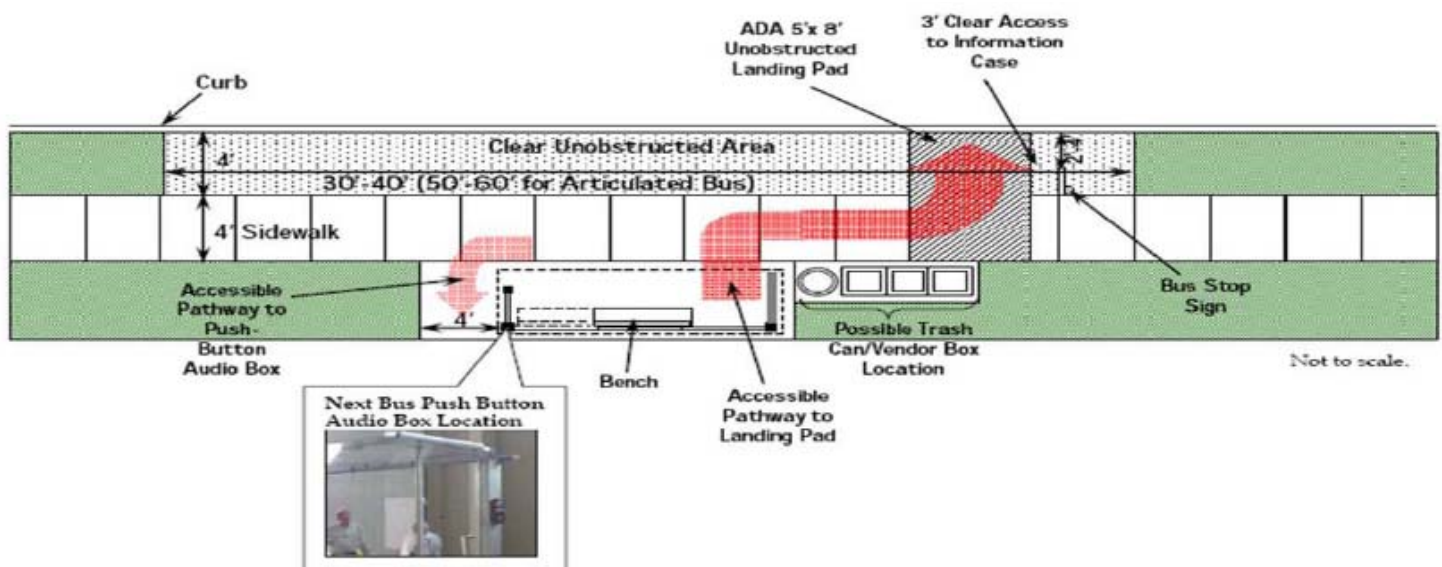 ADA 5'x 8'
Unobstructed
Landing Pad
3' Clear Access
to Information
Case
Curb
Clear Unobstructed Area
4'
30'-40' (50'-60' for Articulated Bus)
4' Sidewalk
Accessible
Pathway to
Push-
Button
Audio Box
4'
Bench
Possible Trash
Can/Vendor Box
Location
Bus Stop
Sign
Not to scale.
Accessible
Pathway to
Landing Pad
Next Bus Push Button
Audio Box Location